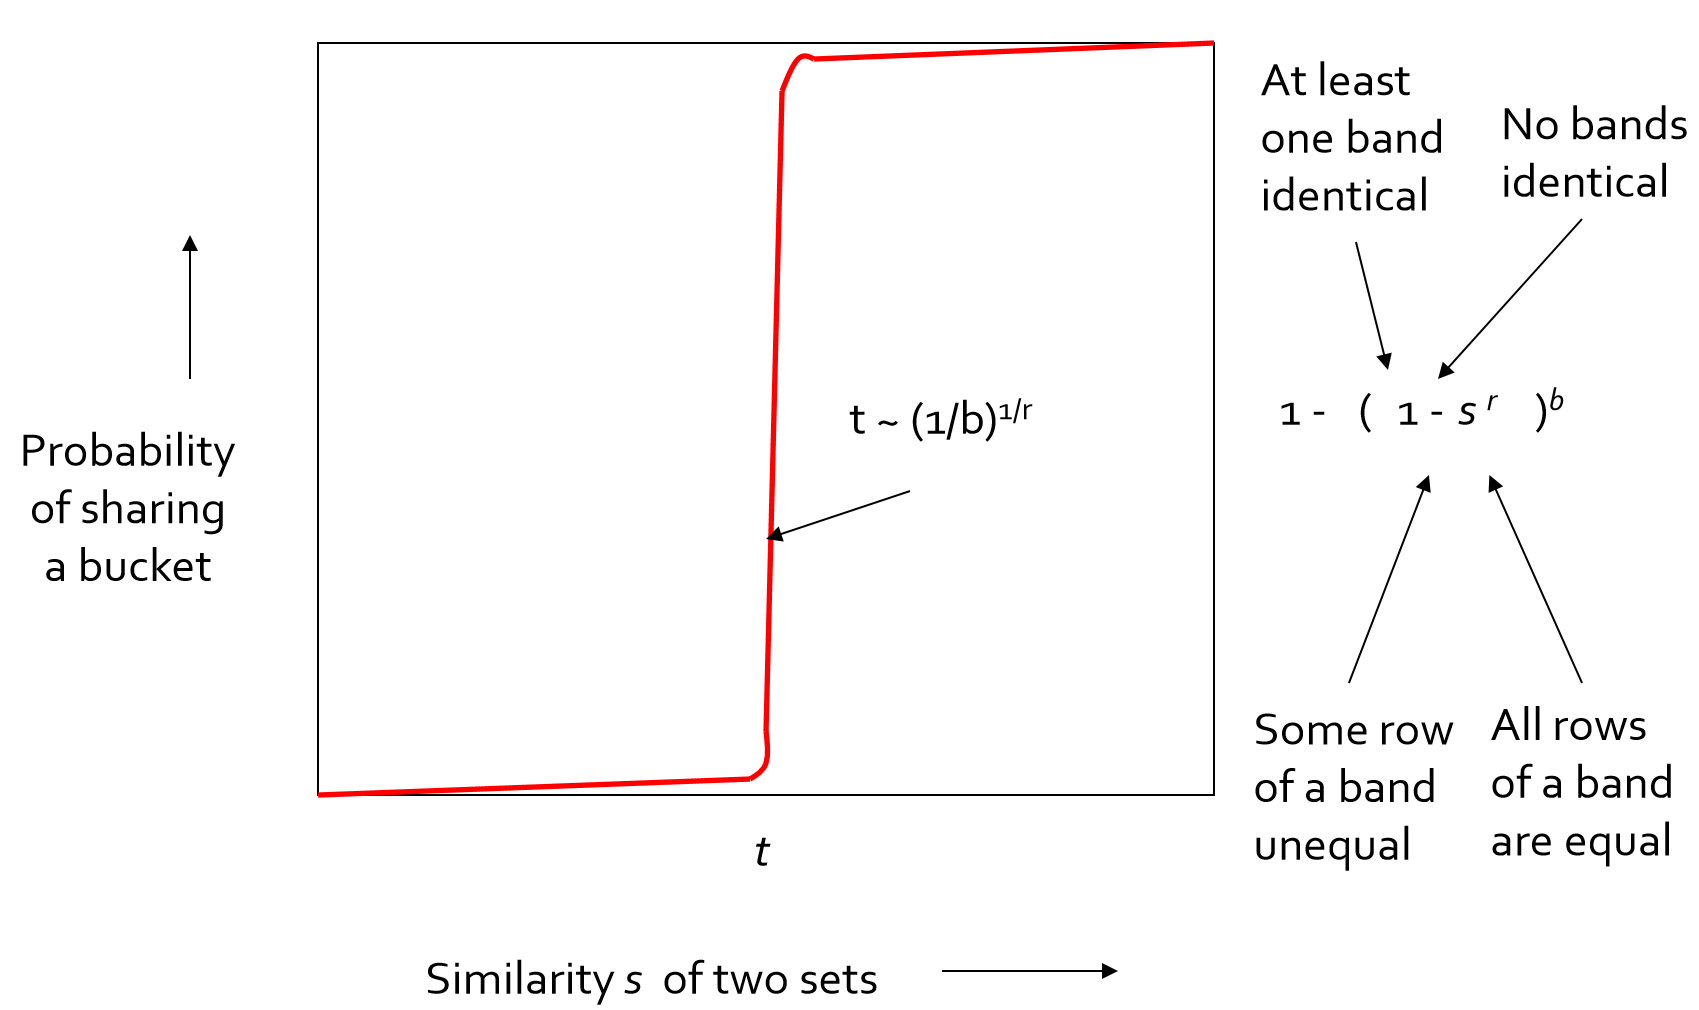 At least
one band
identical
No bands
identical
t ~ (1/b)^1/r
1 - ( 1 - s^r )^b
Probability
of sharing
a bucket
Some row
of a band
unequal
All rows
of a band
are equal
t
Similarity s of two sets